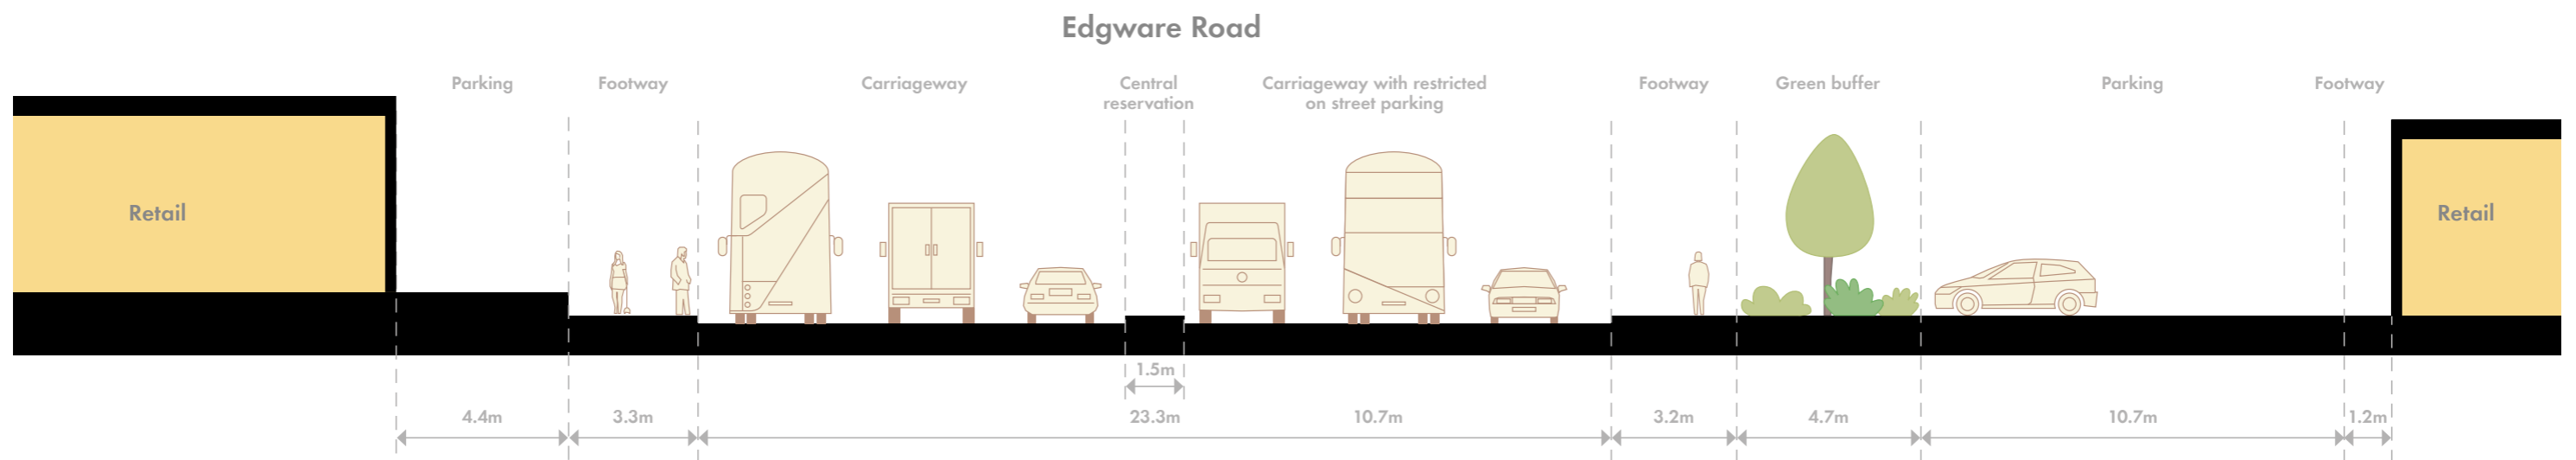 Edgware Road
Parking
Footway
Carriageway
Central
reservation
Carriageway with restricted
on street parking
Footway
Green buffer
Parking
Footway
Retail
Retail
1.5m
4.4m
3.3m
23.3m
10.7m
3.2m
4.7m
10.7m
1.2m